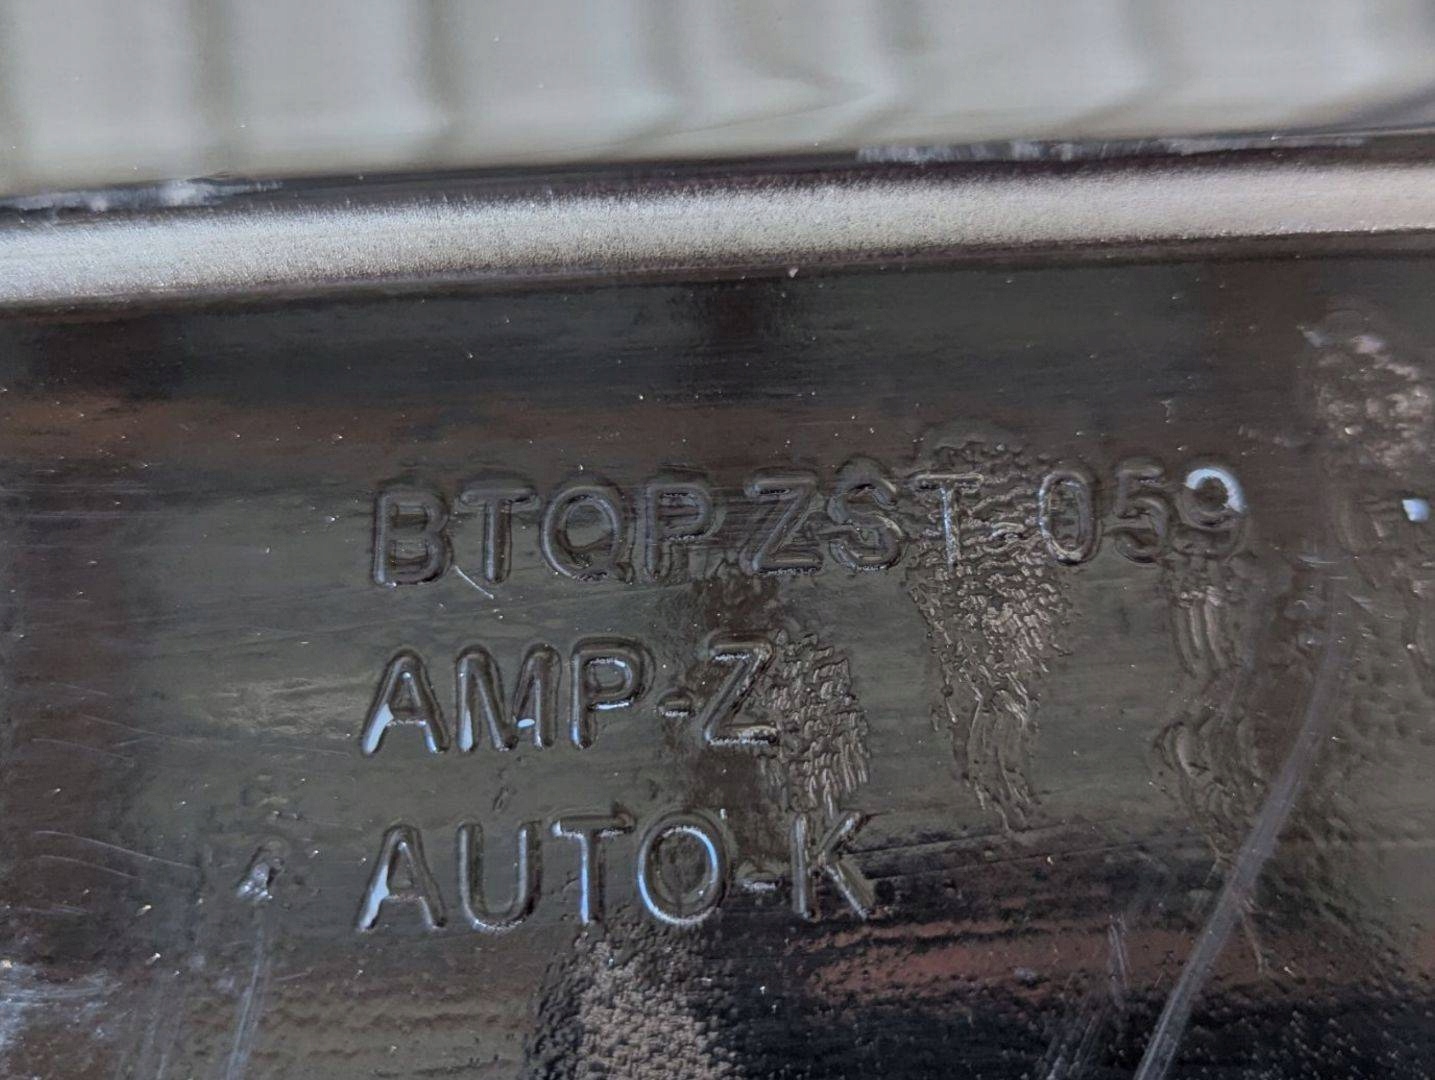 BTQP ZST 059
AMP-Z
AUTO-K